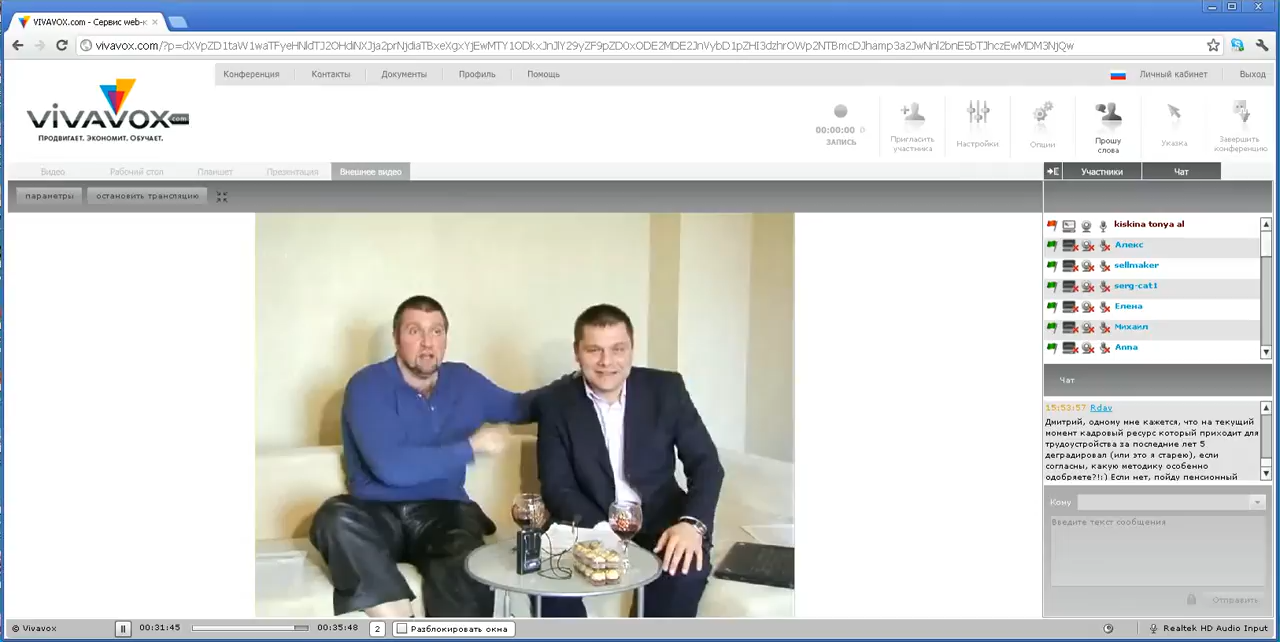 VIVAVOX.com - Сервис web-к
vivavox.com
Конференция
Контакты
Документы
Профиль
Помощь
Личный кабинет
Выход
vivavox.com
ПРОДВИГАЕТ. ЭКОНОМИТ. ОБУЧАЕТ.
00:00:00
ЗАПИСЬ
Пригласить
участника
Настройки
Опции
Прошу
слова
Указка
Завершить
конференцию
Видео
Рабочий стол
Планшет
Презентация
Внешнее видео
Участники
Чат
параметры
остановить трансляцию
kiskina tonya al
Алекс
sellmaker
serg-cat1
Елена
Михаил
Anna
Чат
15:53:57 Rday
Дмитрий, одному мне кажется, что на текущий
момент кадровый ресурс который приходит для
трудоустройства за последние лет 5
деградировал (или это я старею), если
согласны, какую методику особенно
одобряете?!:) Если нет, пойду пенсионный
Кому
Введите текст сообщения
Отправить
© Vivavox
00:31:45
00:35:48
2
Разблокировать окна
Realtek HD Audio Input